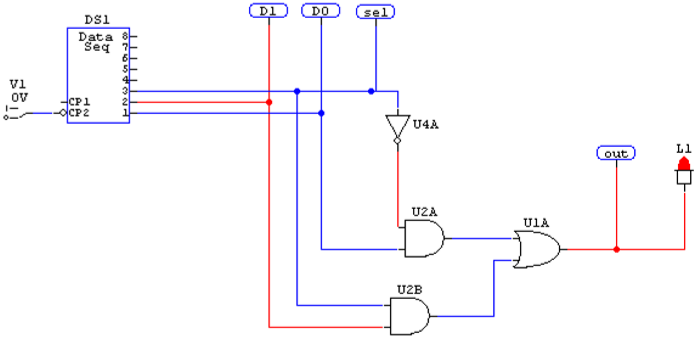 DS1
D1
D0
sel
Data
Seq
8
7
6
5
4
3
2
1
CP1
CP2
V1
0V
U4A
out
L1
U2A
U1A
U2B